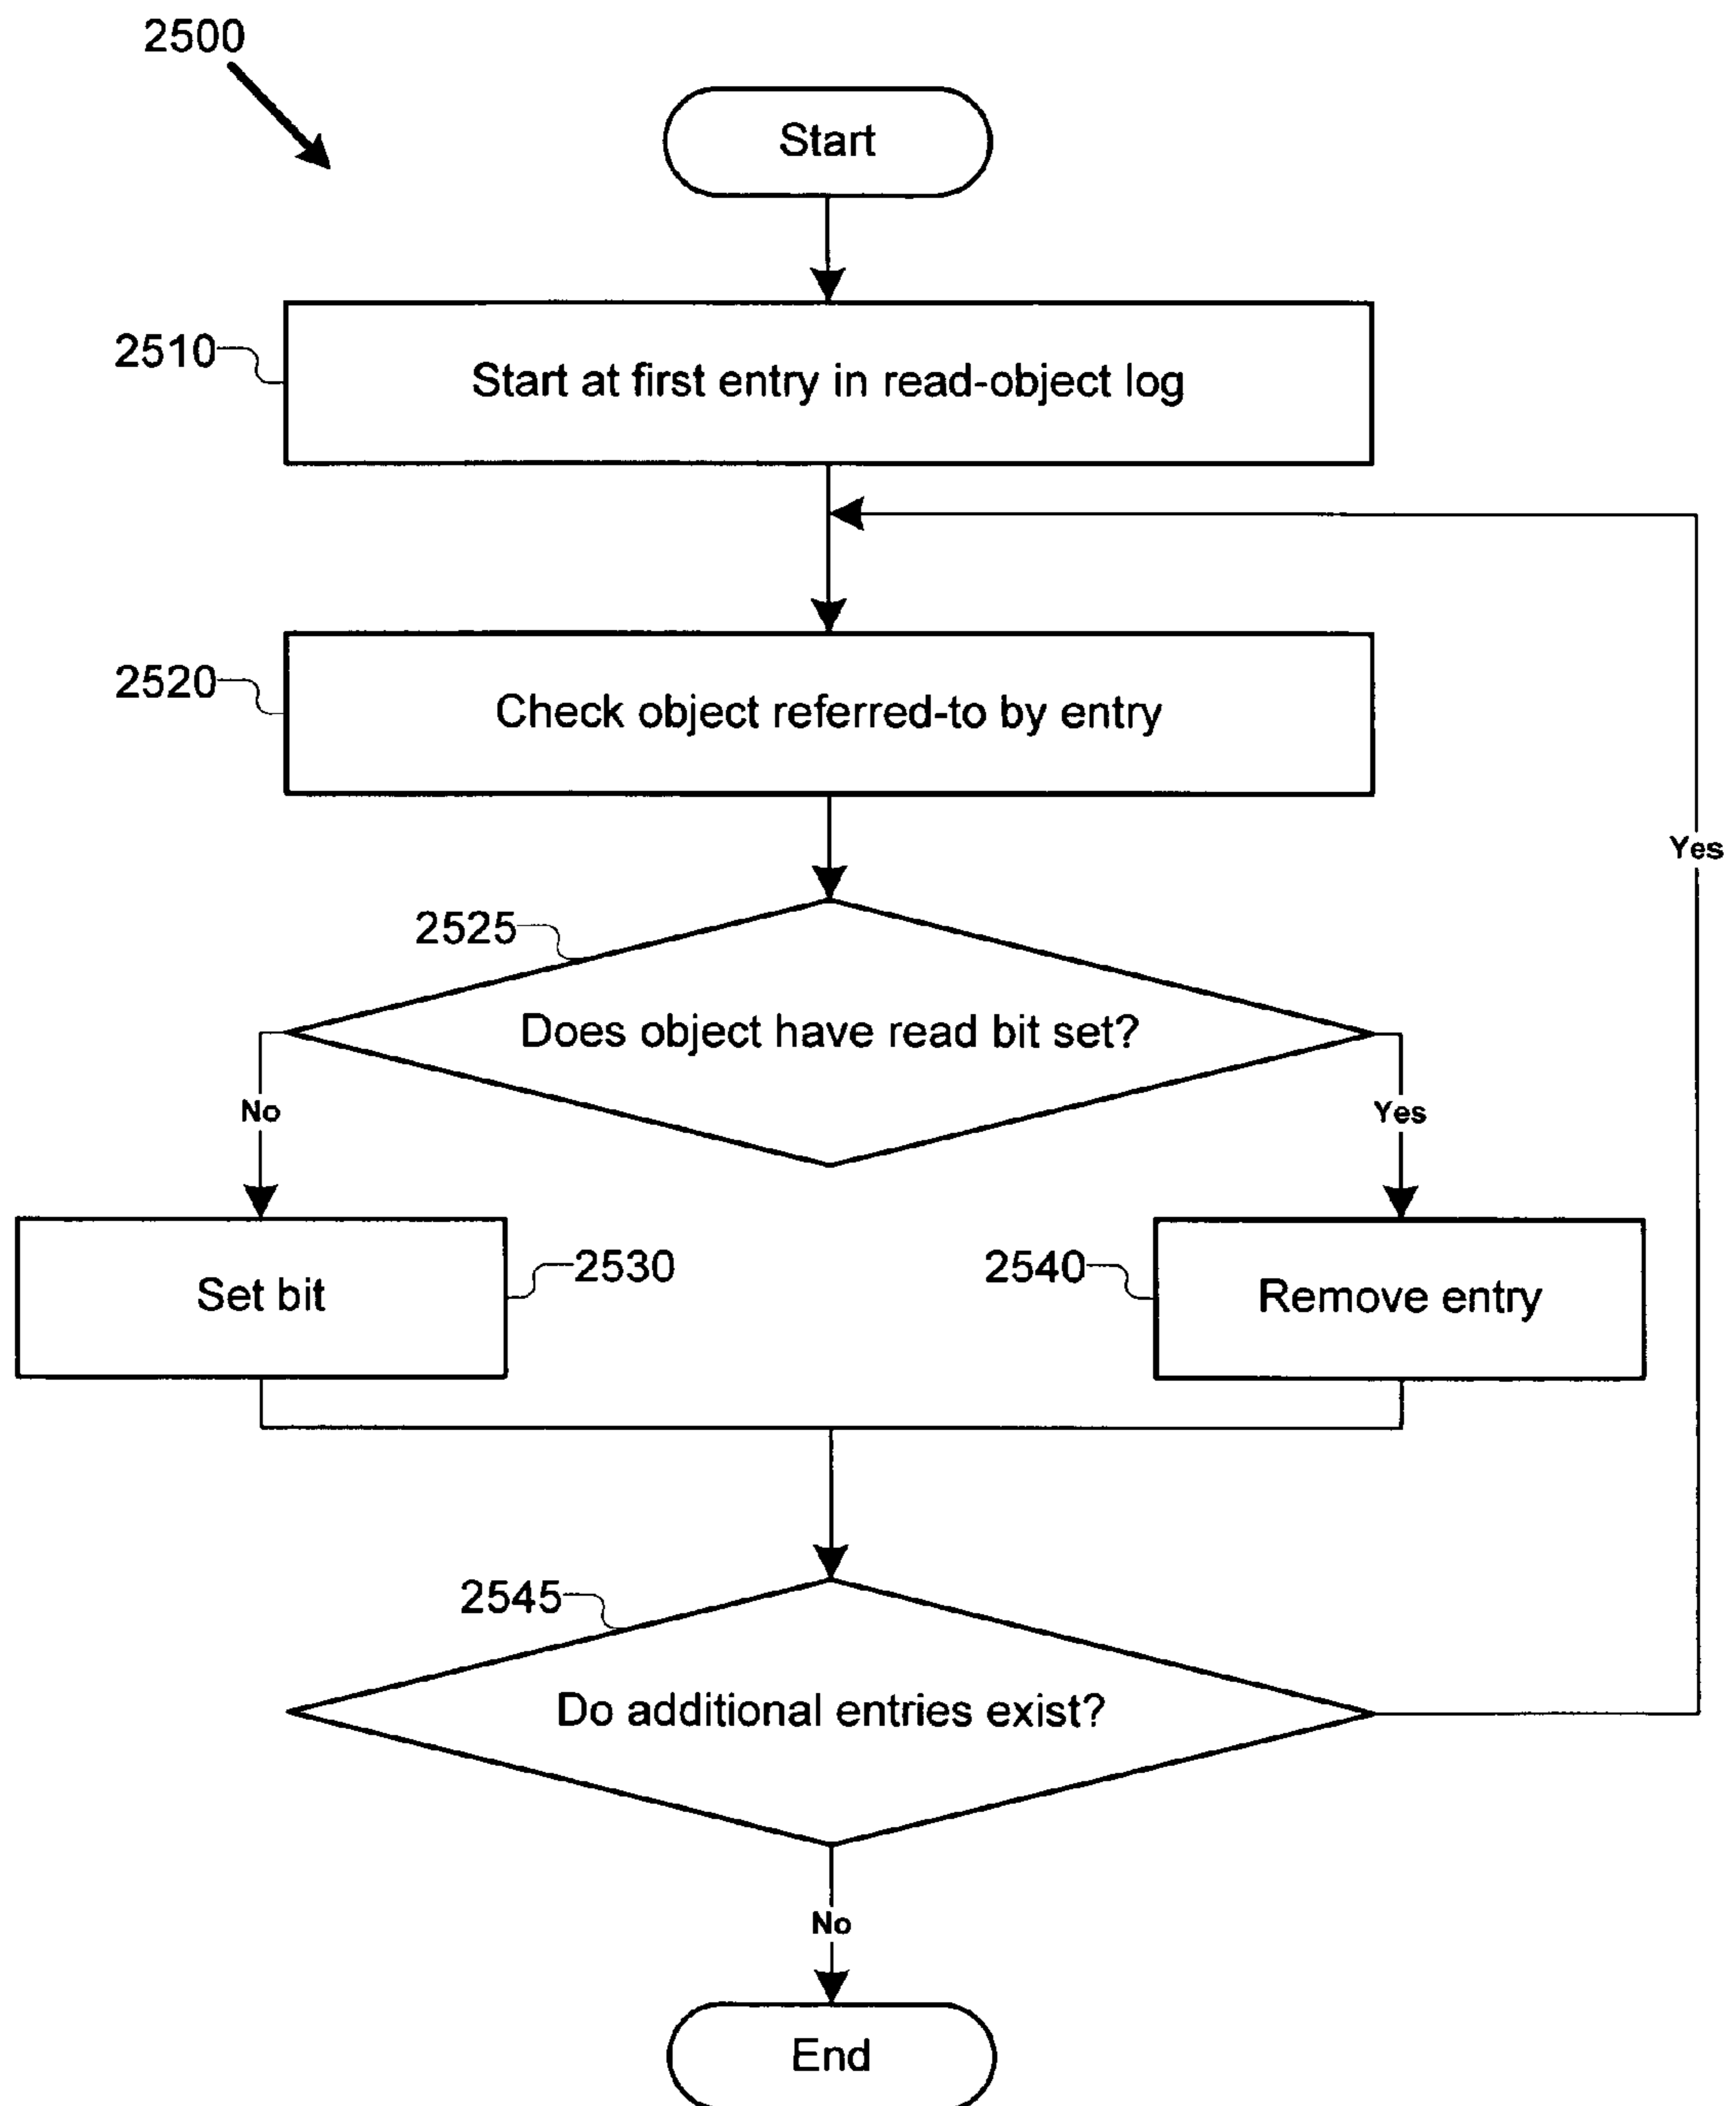 2500
Start
2510
Start at first entry in read-object log
2520
Check object referred-to by entry
Yes
2525
Does object have read bit set?
No
Yes
Set bit
2530
2540
Remove entry
2545
Do additional entries exist?
No
End